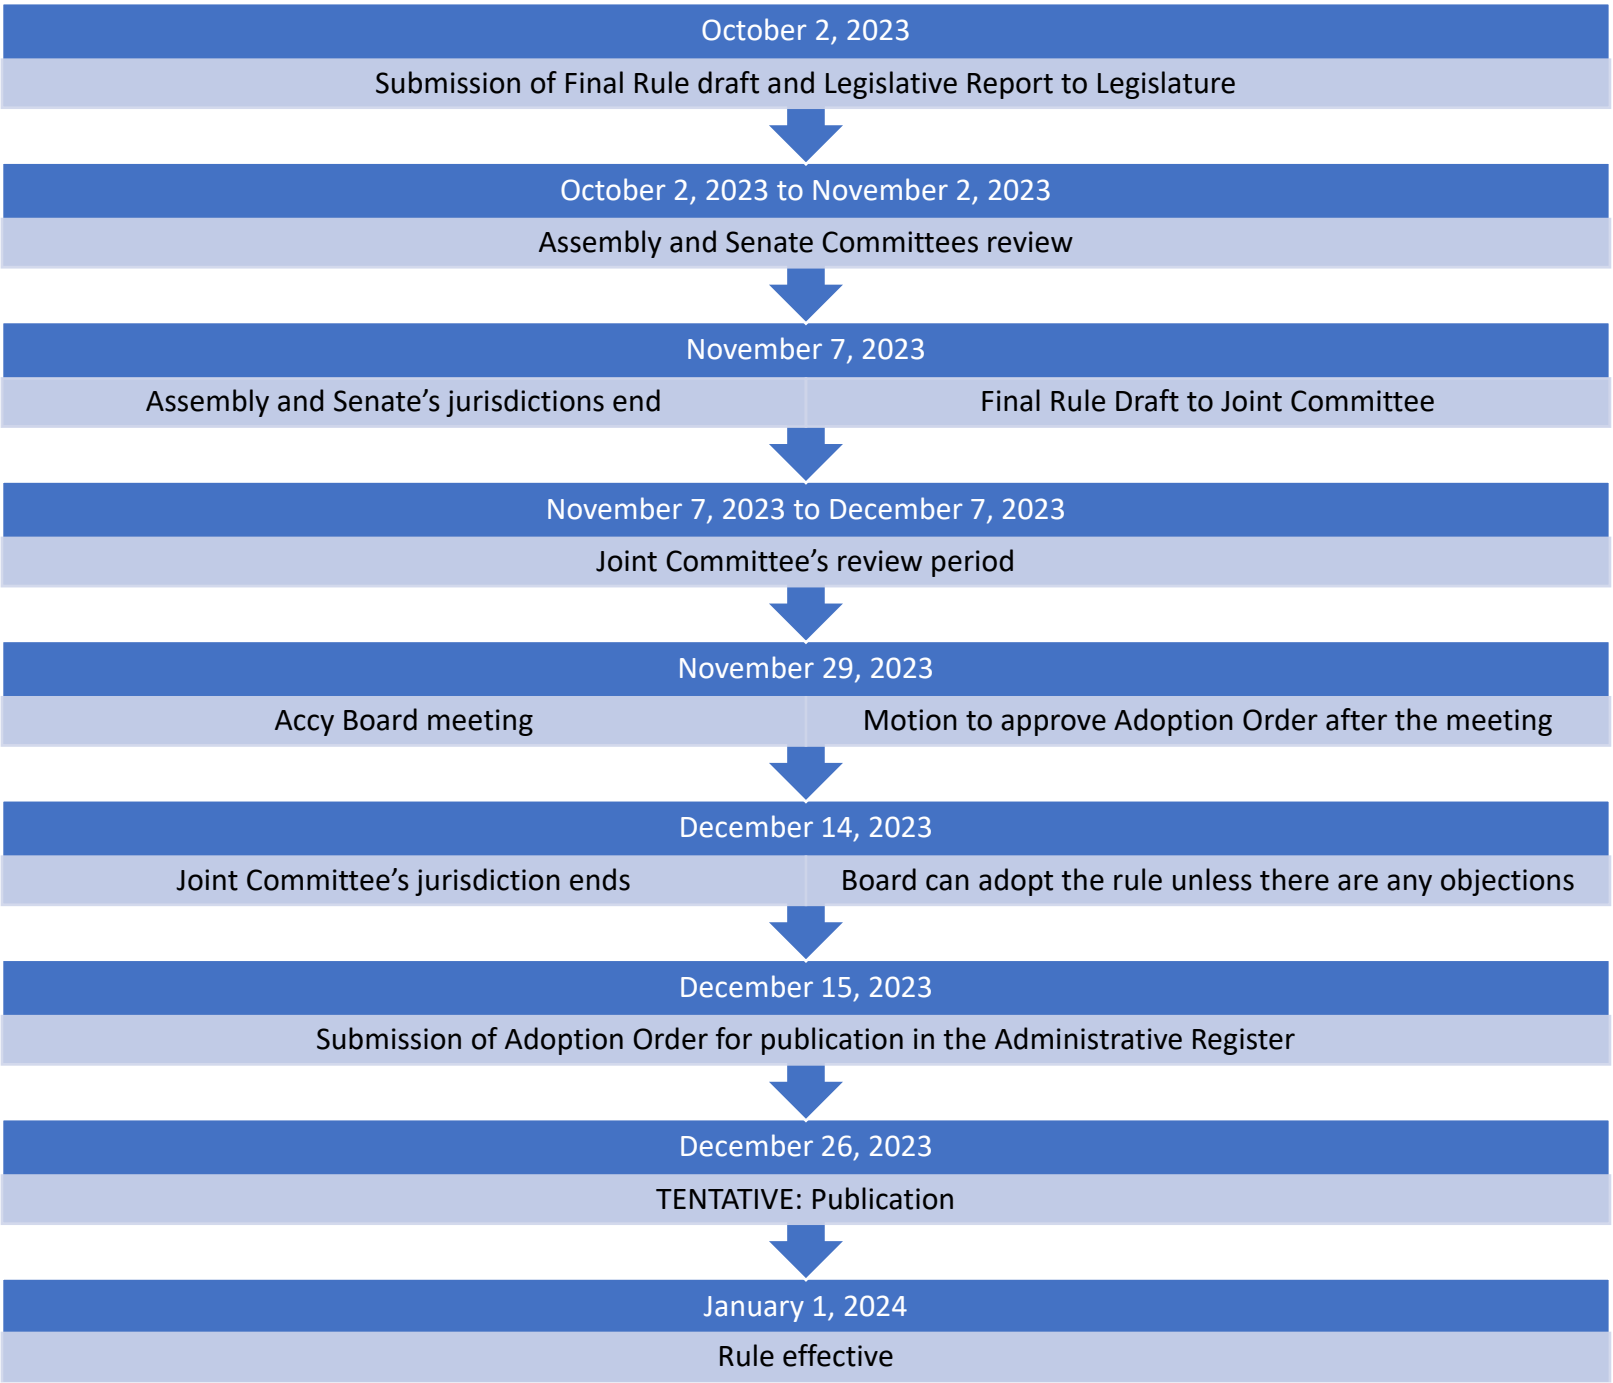 October 2, 2023
Submission of Final Rule draft and Legislative Report to Legislature
October 2, 2023 to November 2, 2023
Assembly and Senate Committees review
November 7, 2023
Assembly and Senate’s jurisdictions end
Final Rule Draft to Joint Committee
November 7, 2023 to December 7, 2023
Joint Committee’s review period
November 29, 2023
Accy Board meeting
Motion to approve Adoption Order after the meeting
December 14, 2023
Joint Committee’s jurisdiction ends
Board can adopt the rule unless there are any objections
December 15, 2023
Submission of Adoption Order for publication in the Administrative Register
December 26, 2023
TENTATIVE: Publication
January 1, 2024
Rule effective